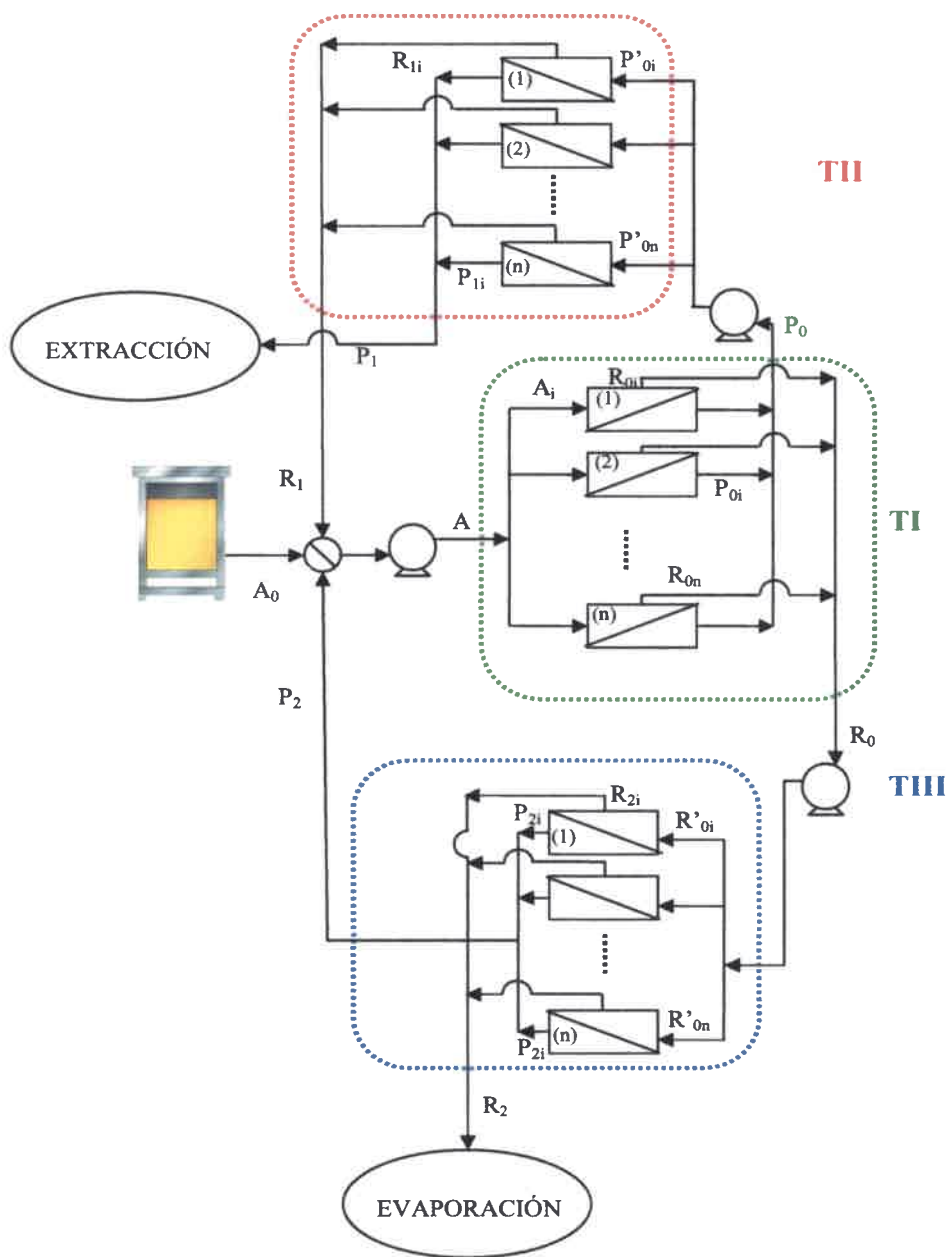 R₁ᵢ
P'₀ᵢ
(1)
(2)
TII
P'₀ₙ
(n)
P₁ᵢ
P₀
EXTRACCIÓN
P₁
Aᵢ
R₀ᵢ
(1)
(2)
R₁
P₀ᵢ
A
TI
A₀
R₀ₙ
(n)
P₂
R₀
TIII
R₂ᵢ
P₂ᵢ
R'₀ᵢ
(1)
R'₀ₙ
(n)
P₂ᵢ
R₂
EVAPORACIÓN